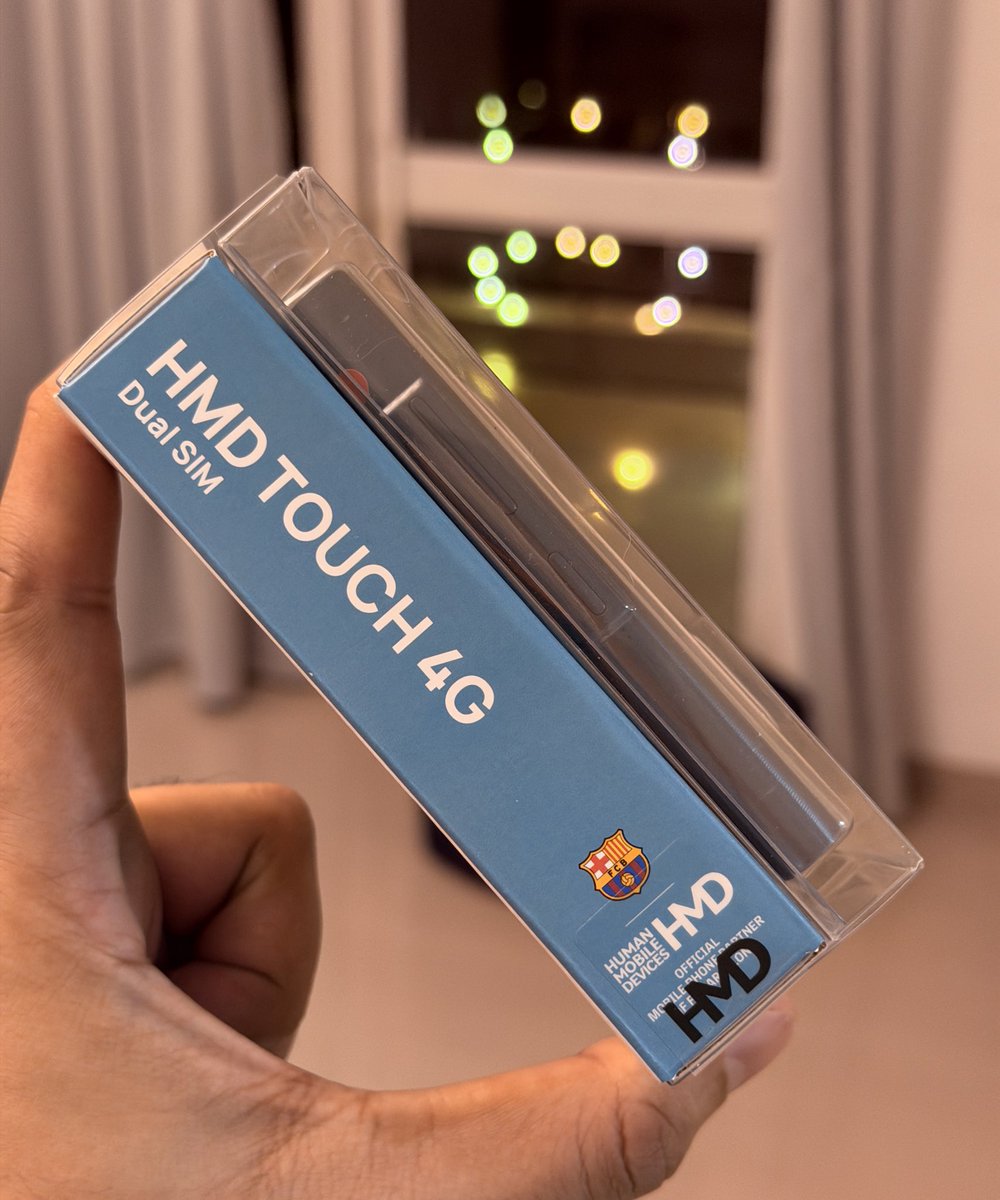 HMD TOUCH 4G
Dual SIM
FCB
HUMAN
MOBILE
DEVICES
HMD
OFFICIAL
MOBILE PHONE PARTNER
HMD